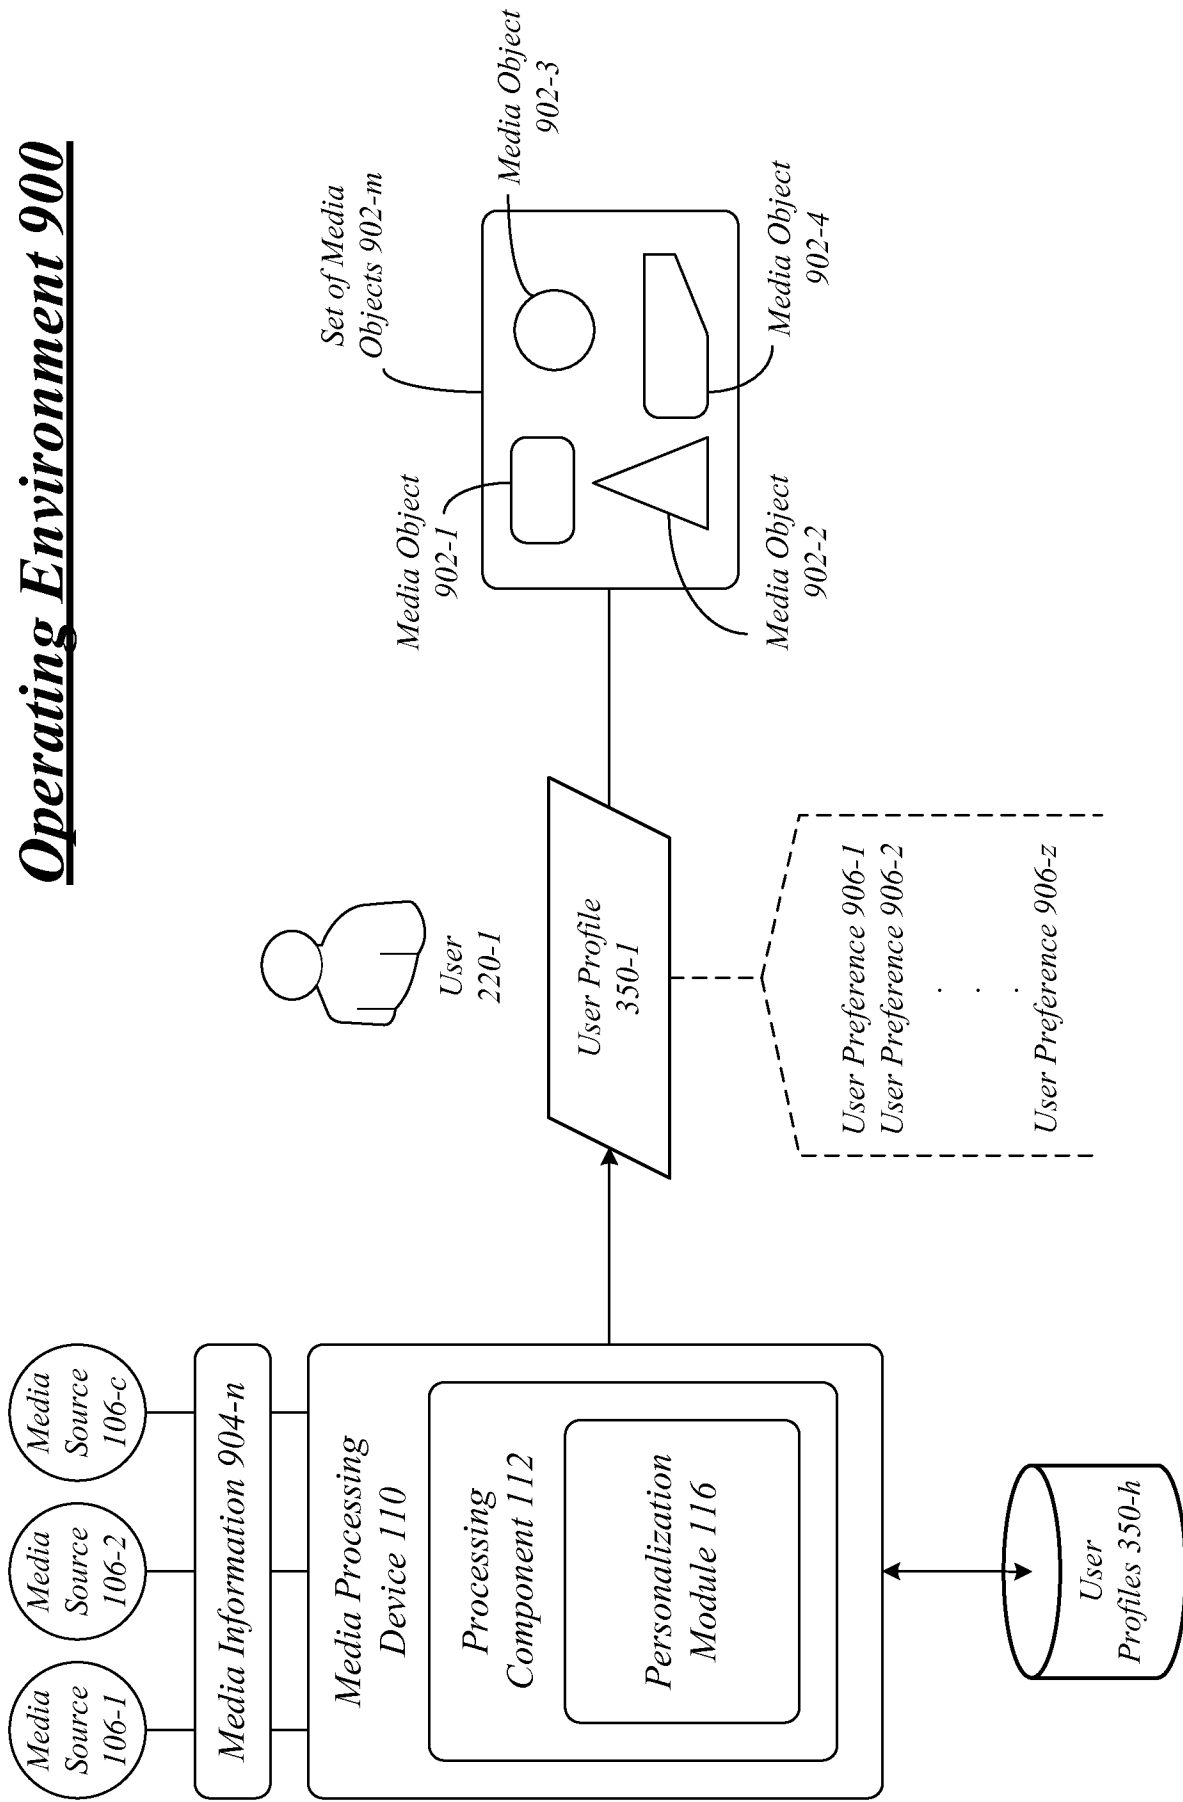 Operating Environment 900
Media
Source
106-1
Media
Source
106-2
Media
Source
106-c
Media Information 904-n
Media Processing
Device 110
Processing
Component 112
Personalization
Module 116
User
Profiles 350-h
User
220-1
User Profile
350-1
User Preference 906-1
User Preference 906-2
.
.
.
User Preference 906-z
Set of Media
Objects 902-m
Media Object
902-1
Media Object
902-3
Media Object
902-2
Media Object
902-4